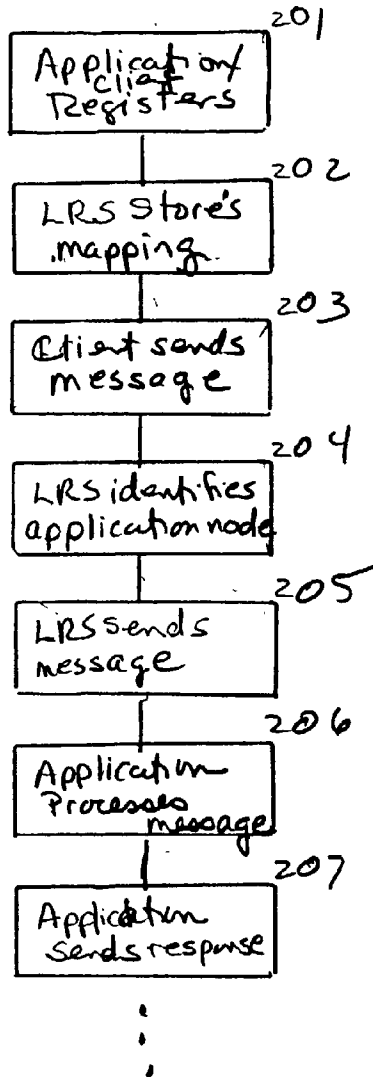 201
Application/
client
Registers
202
LRS Store's
mapping
203
Client sends
message
204
LRS identifies
application node
205
LRS sends
message
206
Application
Processes
message
207
Application
sends response